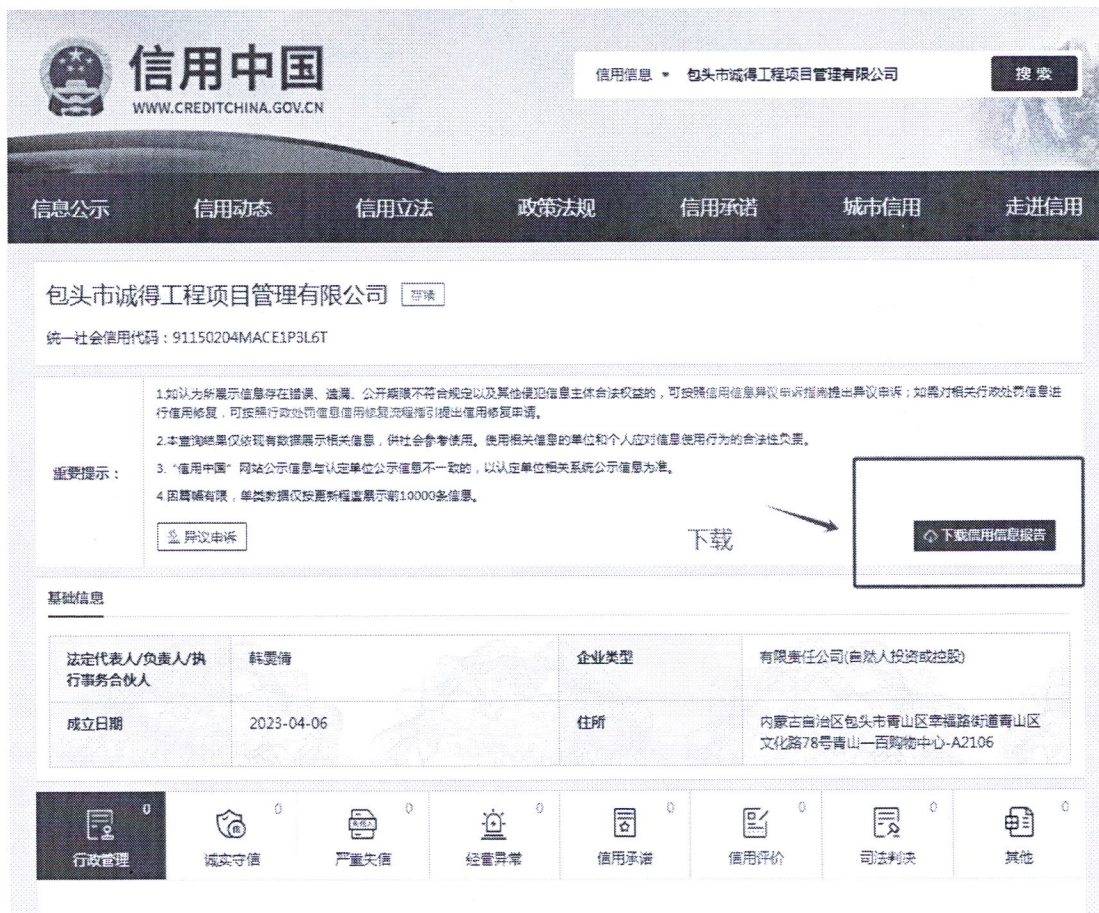 信用中国
WWW.CREDITCHINA.GOV.CN
信用信息
包头市诚得工程项目管理有限公司
搜索
信息公示
信用动态
信用立法
政策法规
信用承诺
城市信用
走进信用
包头市诚得工程项目管理有限公司
存续
统一社会信用代码：91150204MACE1P3L6T
重要提示：
1.如认为所展示信息存在错误、遗漏、公开期限不符合规定以及其他侵犯信息主体合法权益的，可按照信用信息异议申诉指南提出异议申诉；如需对相关行政处罚信息进
行信用修复，可按照行政处罚信息信用修复流程指引提出信用修复申请。
2.本查询结果仅依现有数据展示相关信息，供社会参考使用。使用相关信息的单位和个人应对信息使用行为的合法性负责。
3.“信用中国”网站公示信息与认定单位公示信息不一致的，以认定单位相关系统公示信息为准。
4.因篇幅有限，单类数据仅按更新程度展示前10000条信息。
异议申诉
下载
下载信用信息报告
基础信息
法定代表人/负责人/执
行事务合伙人
韩要倩
企业类型
有限责任公司(自然人投资或控股)
成立日期
2023-04-06
住所
内蒙古自治区包头市青山区幸福路街道青山区
文化路78号青山一百购物中心-A2106
0
行政管理
0
诚实守信
0
严重失信
0
经营异常
0
信用承诺
0
信用评价
0
司法判决
0
其他